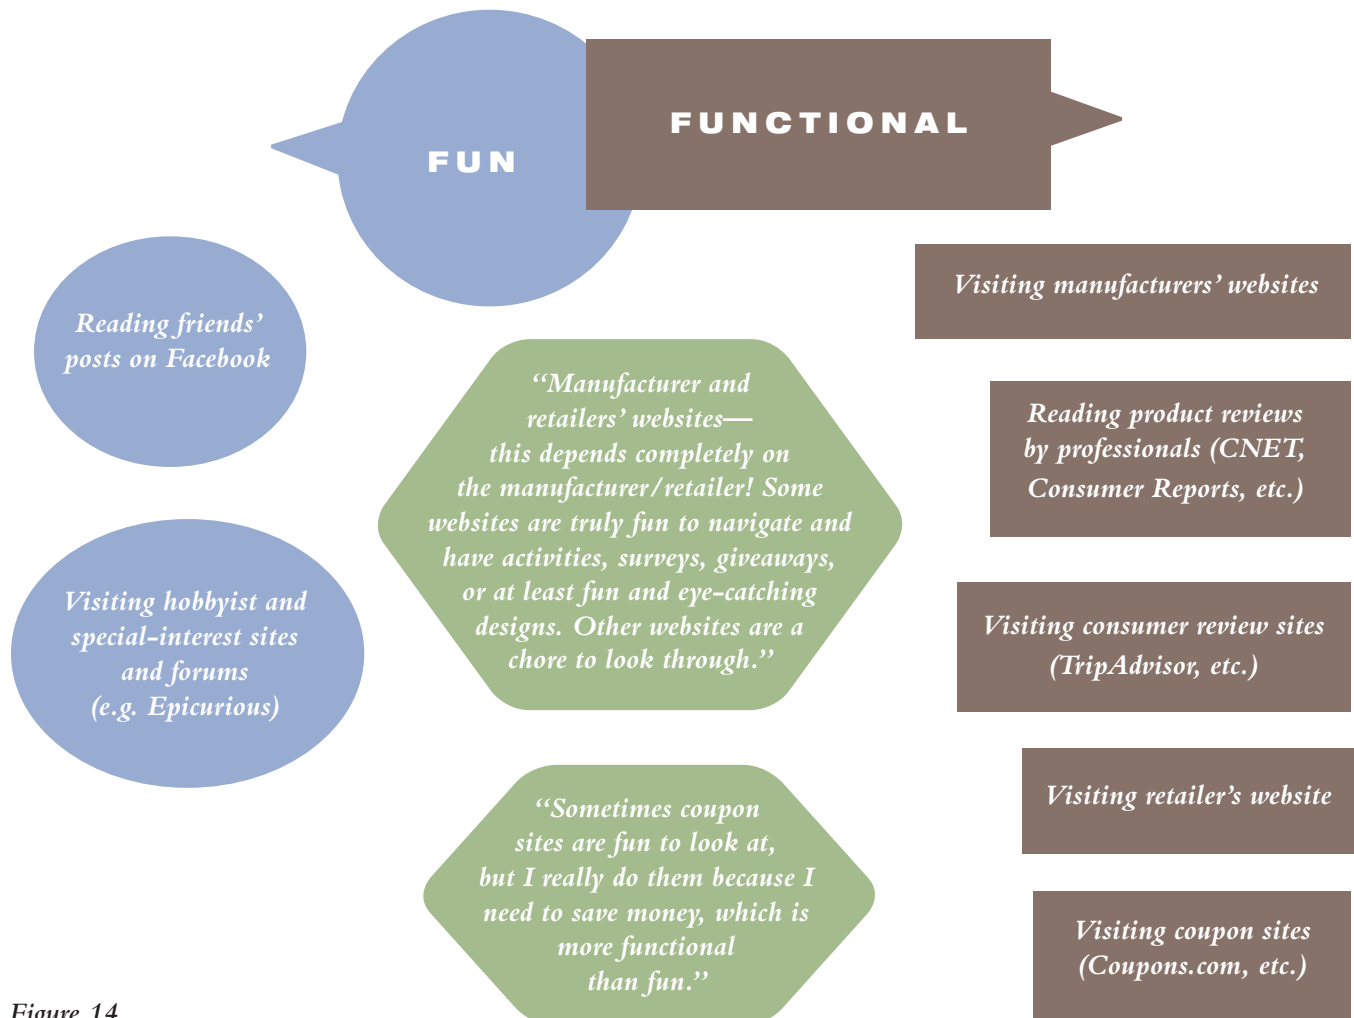 FUN
FUNCTIONAL
Reading friends’
posts on Facebook
Visiting hobbyist and
special-interest sites
and forums
(e.g. Epicurious)
“Manufacturer and
retailers’ websites—
this depends completely on
the manufacturer/retailer! Some
websites are truly fun to navigate and
have activities, surveys, giveaways,
or at least fun and eye-catching
designs. Other websites are a
chore to look through.”
“Sometimes coupon
sites are fun to look at,
but I really do them because I
need to save money, which is
more functional
than fun.”
Visiting manufacturers’ websites
Reading product reviews
by professionals (CNET,
Consumer Reports, etc.)
Visiting consumer review sites
(TripAdvisor, etc.)
Visiting retailer’s website
Visiting coupon sites
(Coupons.com, etc.)
Figure 14